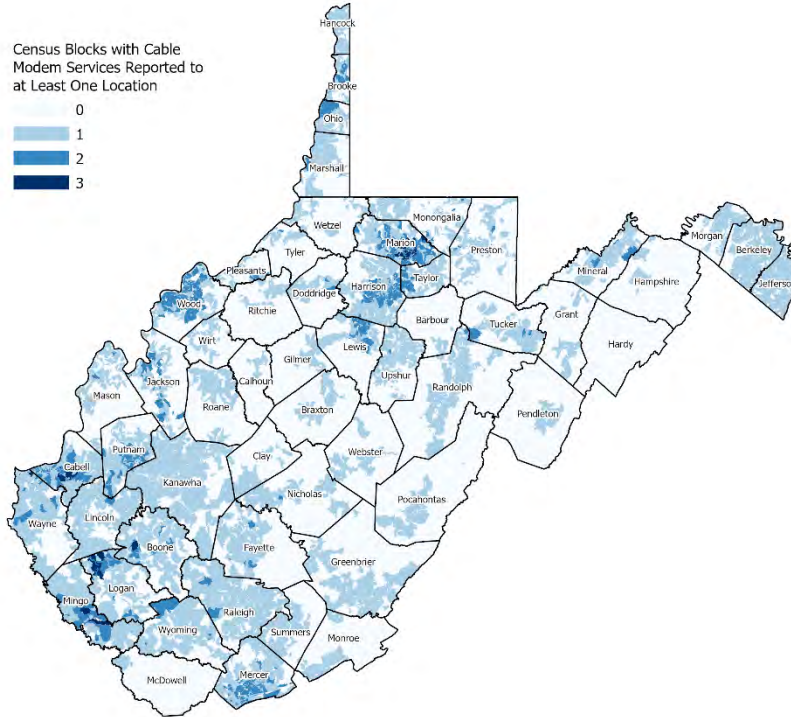 Hancock
Census Blocks with Cable
Modem Services Reported to
at Least One Location
0
1
2
3
Brooke
Ohio
Marshall
Wetzel
Monongalia
Marion
Preston
Tyler
Pleasants
Morgan
Berkeley
Jefferso
Mineral
Hampshire
Wood
Doddridge
Harrison
Taylor
Ritchie
Barbour
Tucker
Grant
Wirt
Lewis
Hardy
Gilmer
Upshur
Mason
Jackson
Calhoun
Randolph
Roane
Braxton
Pendleton
Putnam
Webster
Cabell
Clay
Kanawha
Nicholas
Pocahontas
Wayne
Lincoln
Boone
Fayette
Greenbrier
Logan
Mingo
Raleigh
Wyoming
Summers
Monroe
McDowell
Mercer